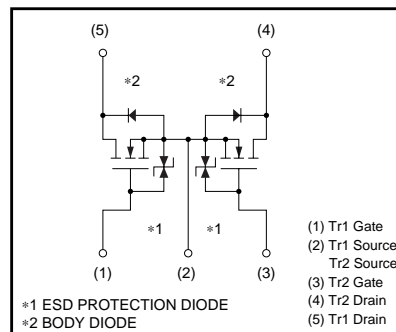 (5) (4)
∗2 ∗2
∗1 ∗1
(1) (2) (3)
∗1 ESD PROTECTION DIODE
∗2 BODY DIODE
(1) Tr1 Gate
(2) Tr1 Source
Tr2 Source
(3) Tr2 Gate
(4) Tr2 Drain
(5) Tr1 Drain